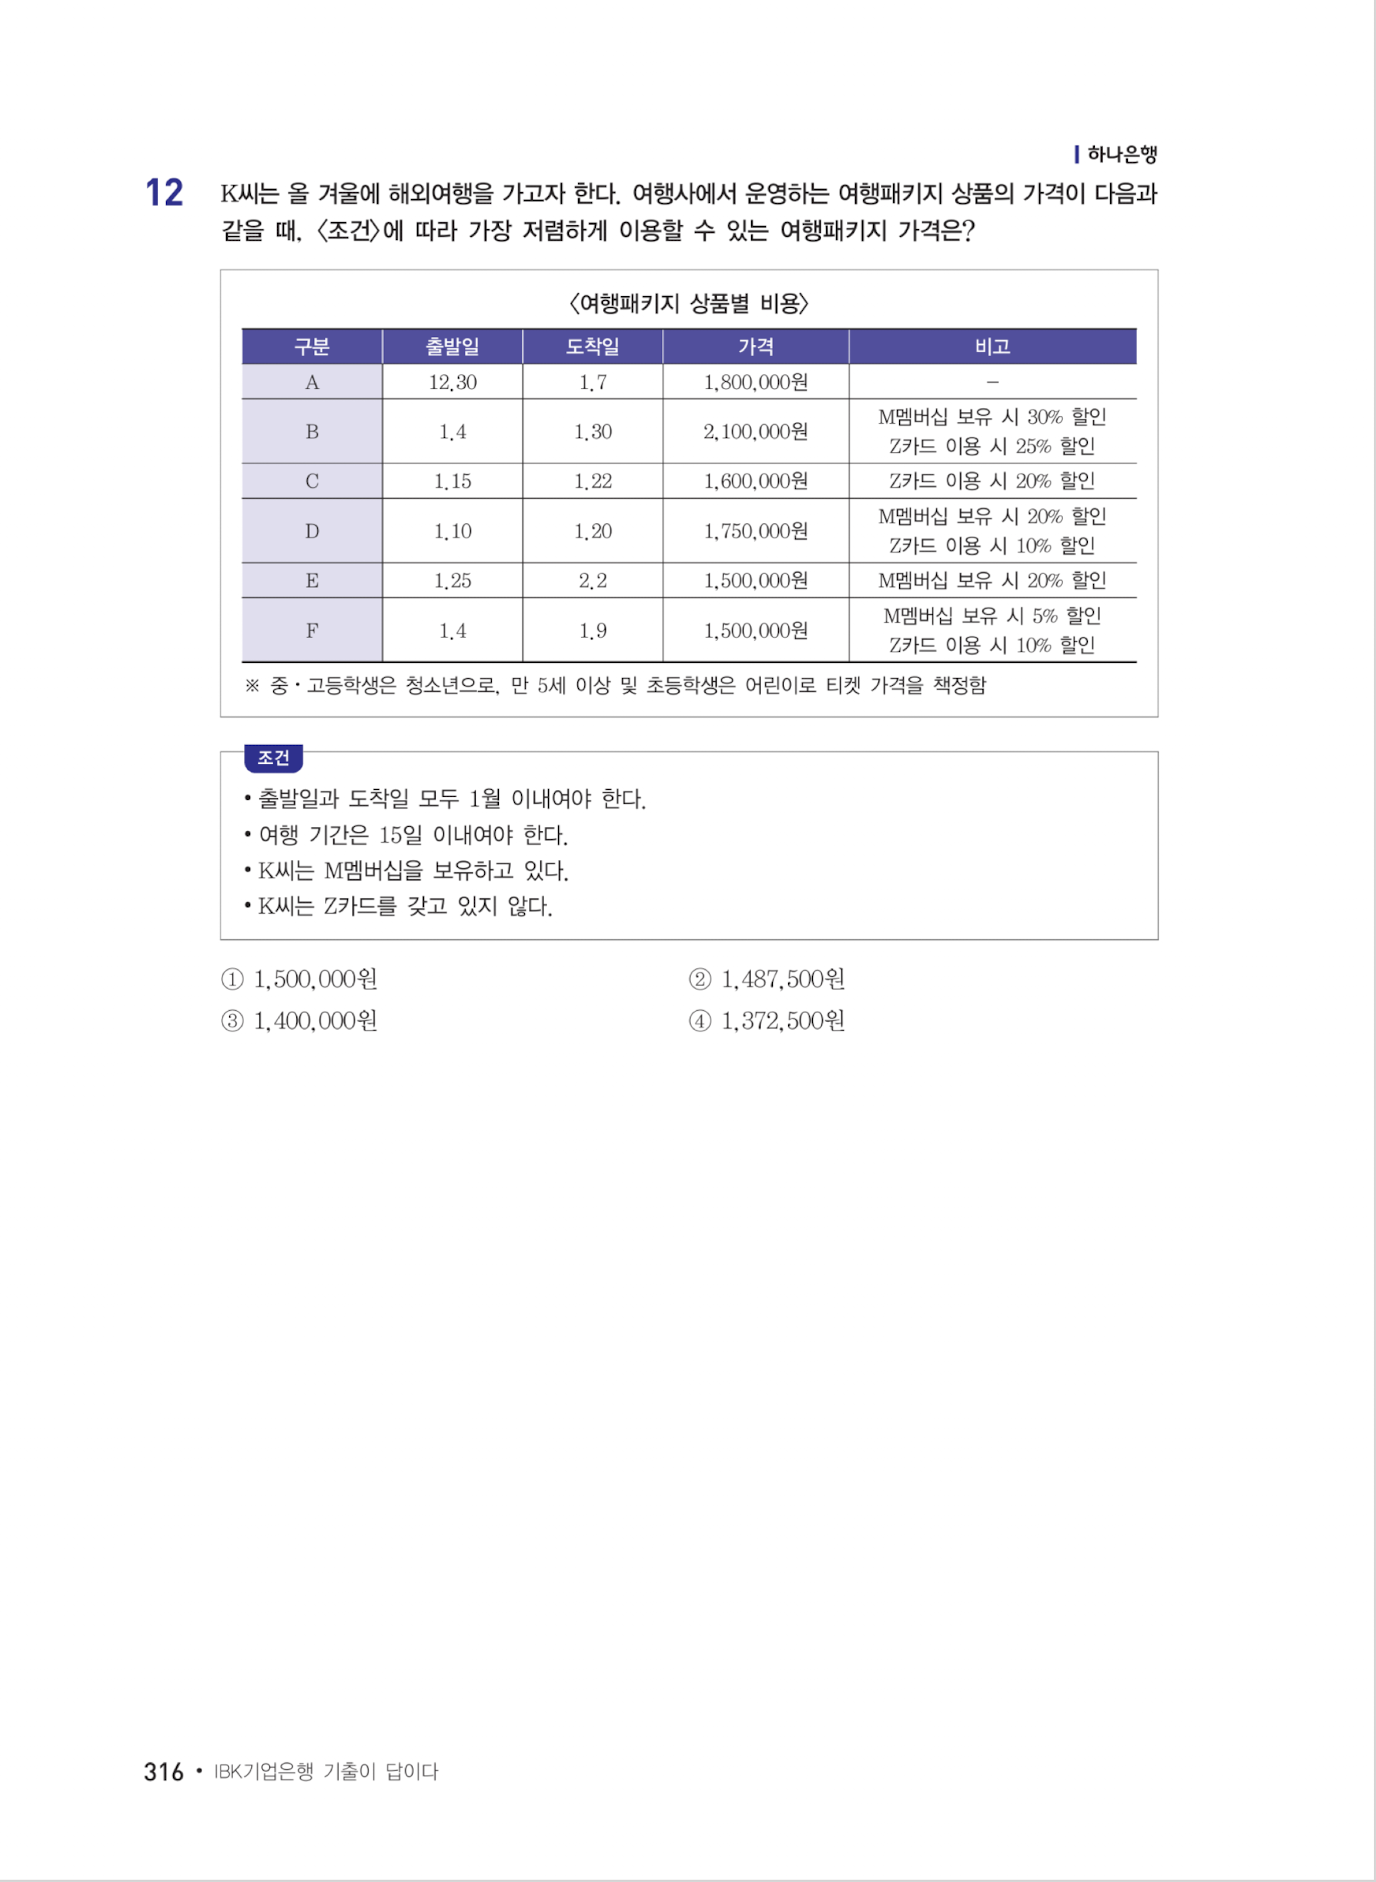 하나은행
12 K씨는 올 겨울에 해외여행을 가고자 한다. 여행사에서 운영하는 여행패키지 상품의 가격이 다음과
같을 때, 〈조건〉에 따라 가장 저렴하게 이용할 수 있는 여행패키지 가격은?
〈여행패키지 상품별 비용〉
구분 출발일 도착일 가격 비고
A 12.30 1.7 1,800,000원 –
B 1.4 1.30 2,100,000원 M멤버십 보유 시 30% 할인
Z카드 이용 시 25% 할인
C 1.15 1.22 1,600,000원 Z카드 이용 시 20% 할인
D 1.10 1.20 1,750,000원 M멤버십 보유 시 20% 할인
Z카드 이용 시 10% 할인
E 1.25 2.2 1,500,000원 M멤버십 보유 시 20% 할인
F 1.4 1.9 1,500,000원 M멤버십 보유 시 5% 할인
Z카드 이용 시 10% 할인
※ 중·고등학생은 청소년으로, 만 5세 이상 및 초등학생은 어린이로 티켓 가격을 책정함
조건
• 출발일과 도착일 모두 1월 이내여야 한다.
• 여행 기간은 15일 이내여야 한다.
• K씨는 M멤버십을 보유하고 있다.
• K씨는 Z카드를 갖고 있지 않다.
① 1,500,000원 ② 1,487,500원
③ 1,400,000원 ④ 1,372,500원
316 • IBK기업은행 기출이 답이다